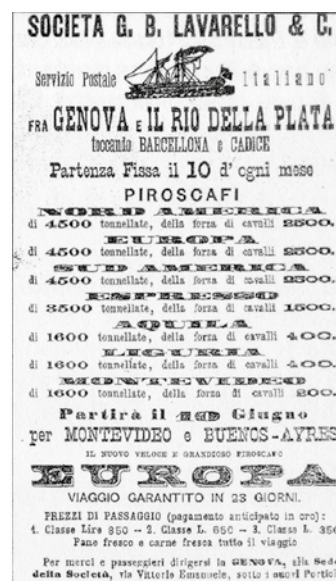 SOCIETA G. B. LAVARELLO & C.
Servizio Postale Italiano
FRA GENOVA E IL RIO DELLA PLATA
toccando BARCELLONA e CADICE
Partenza Fissa il 10 d' ogni mese
PIROSCAFI
NORD AMERICA
di 4500 tonnellate, della forza di cavalli 2500.
EUROPA
di 4500 tonnellate, della forza di cavalli 2500.
SUD AMERICA
di 4500 tonnellate, della forza di cavalli 2500.
ESPRESSO
di 3500 tonnellate, della forza di cavalli 1500.
AQUILA
di 1600 tonnellate, della forza di cavalli 400.
LIGURIA
di 1600 tonnellate, della forza di cavalli 400.
MONTEVIDEO
di 1600 tonnellate, della forza di cavalli 200.
Partirà il Giugno
per MONTEVIDEO e BUENOS-AYRES
IL NUOVO VELOCE E GRANDIOSO PIROSCAFO
EUROPA
VIAGGIO GARANTITO IN 23 GIORNI.
PREZZI DI PASSAGGIO (pagamento anticipato in oro):
1. Classe Lire 850 -- 2. Classe L. 650 -- 3. Classe L. 350
Pane fresco e carne fresca tutto il viaggio
Per merci e passeggieri dirigersi in GENOVA, alla Sede
della Società, via Vittorio Emanuele, sotto i nuovi Portici